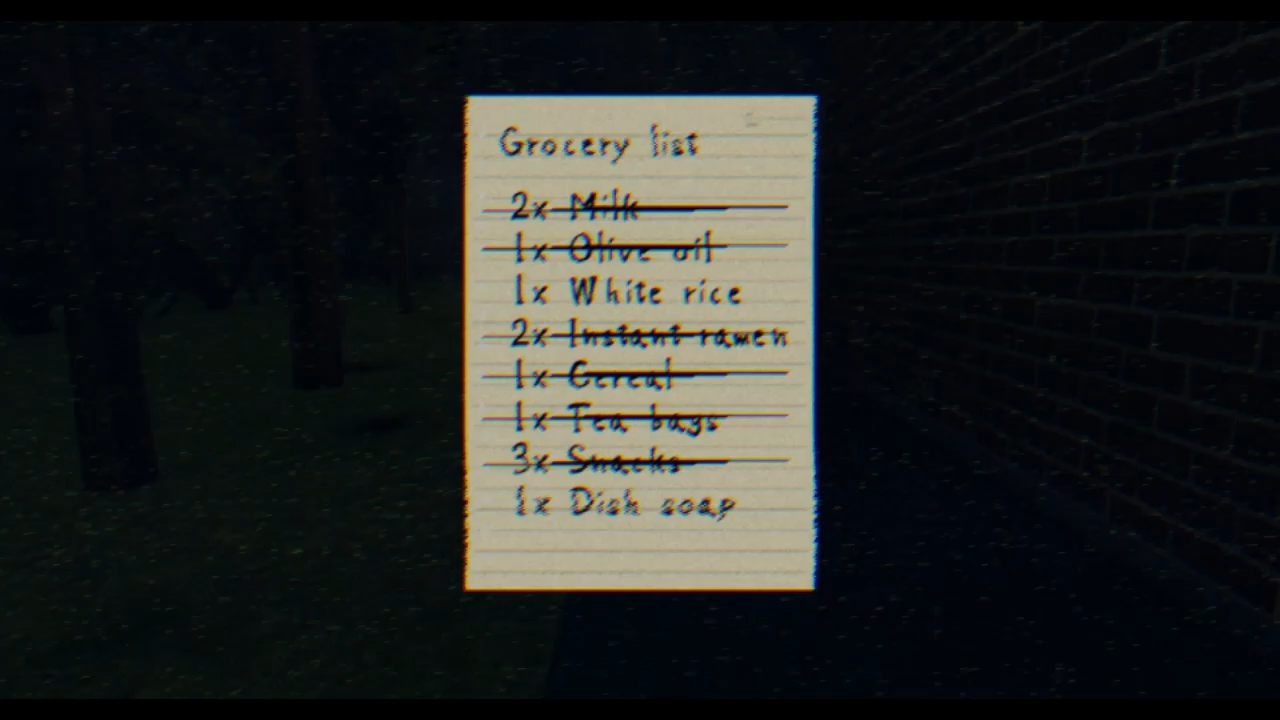 Grocery list
2x Milk
1x Olive oil
1x White rice
2x Instant ramen
1x Cereal
1x Tea bags
3x Snacks
1x Dish soap